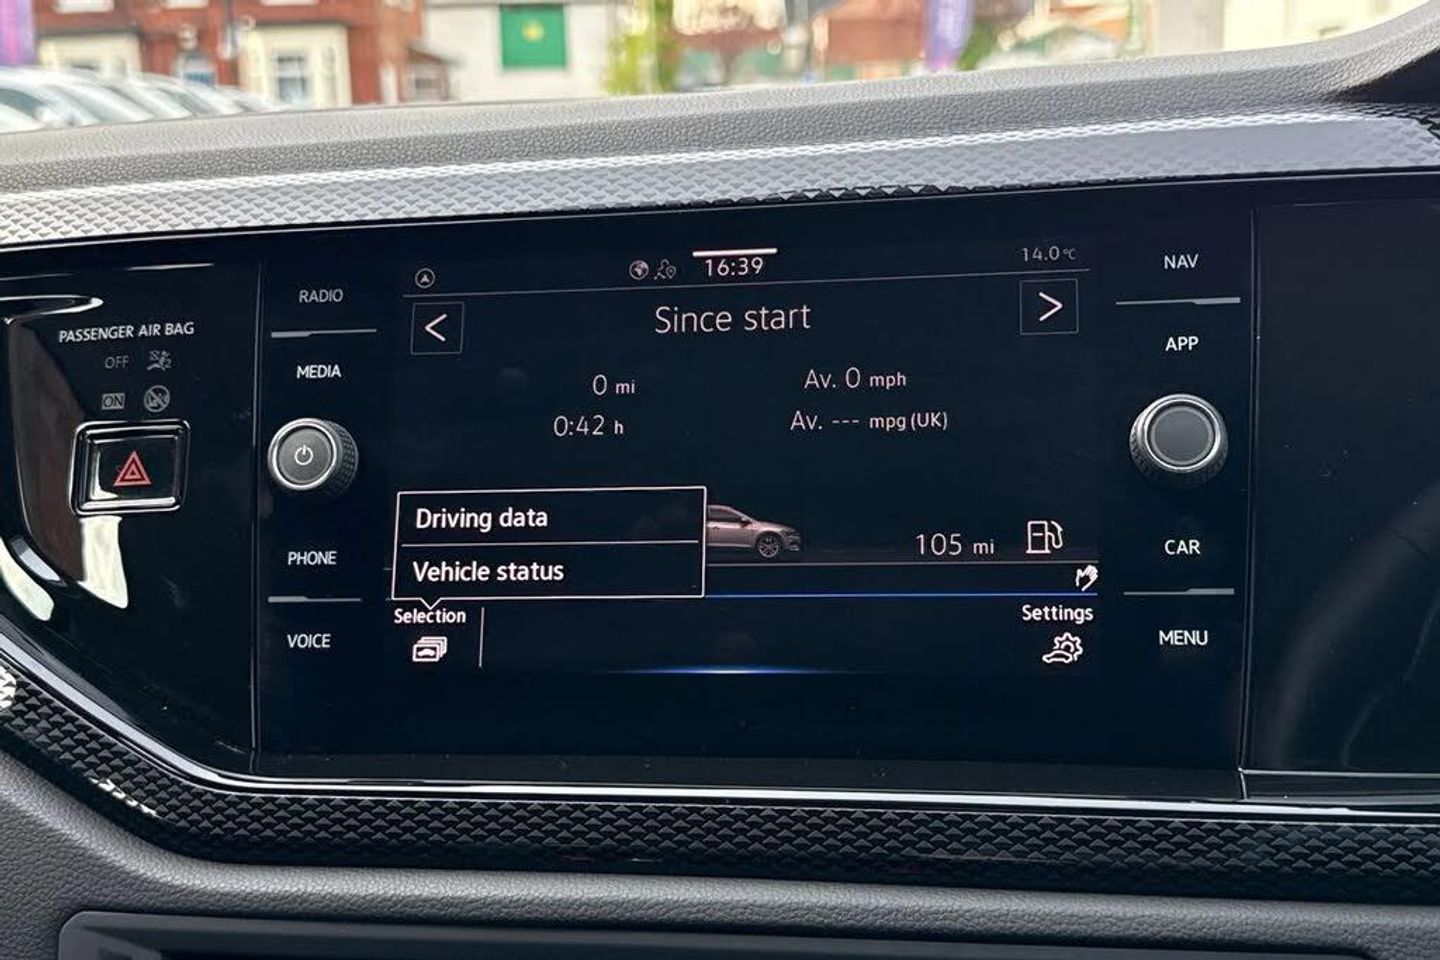 16:39
14.0 °C
NAV
RADIO
Since start
< >
PASSENGER AIR BAG
OFF
ON
MEDIA
APP
0 mi
Av. 0 mph
0:42 h
Av. --- mpg (UK)
Driving data
Vehicle status
105 mi
PHONE
CAR
Selection
Settings
VOICE
MENU